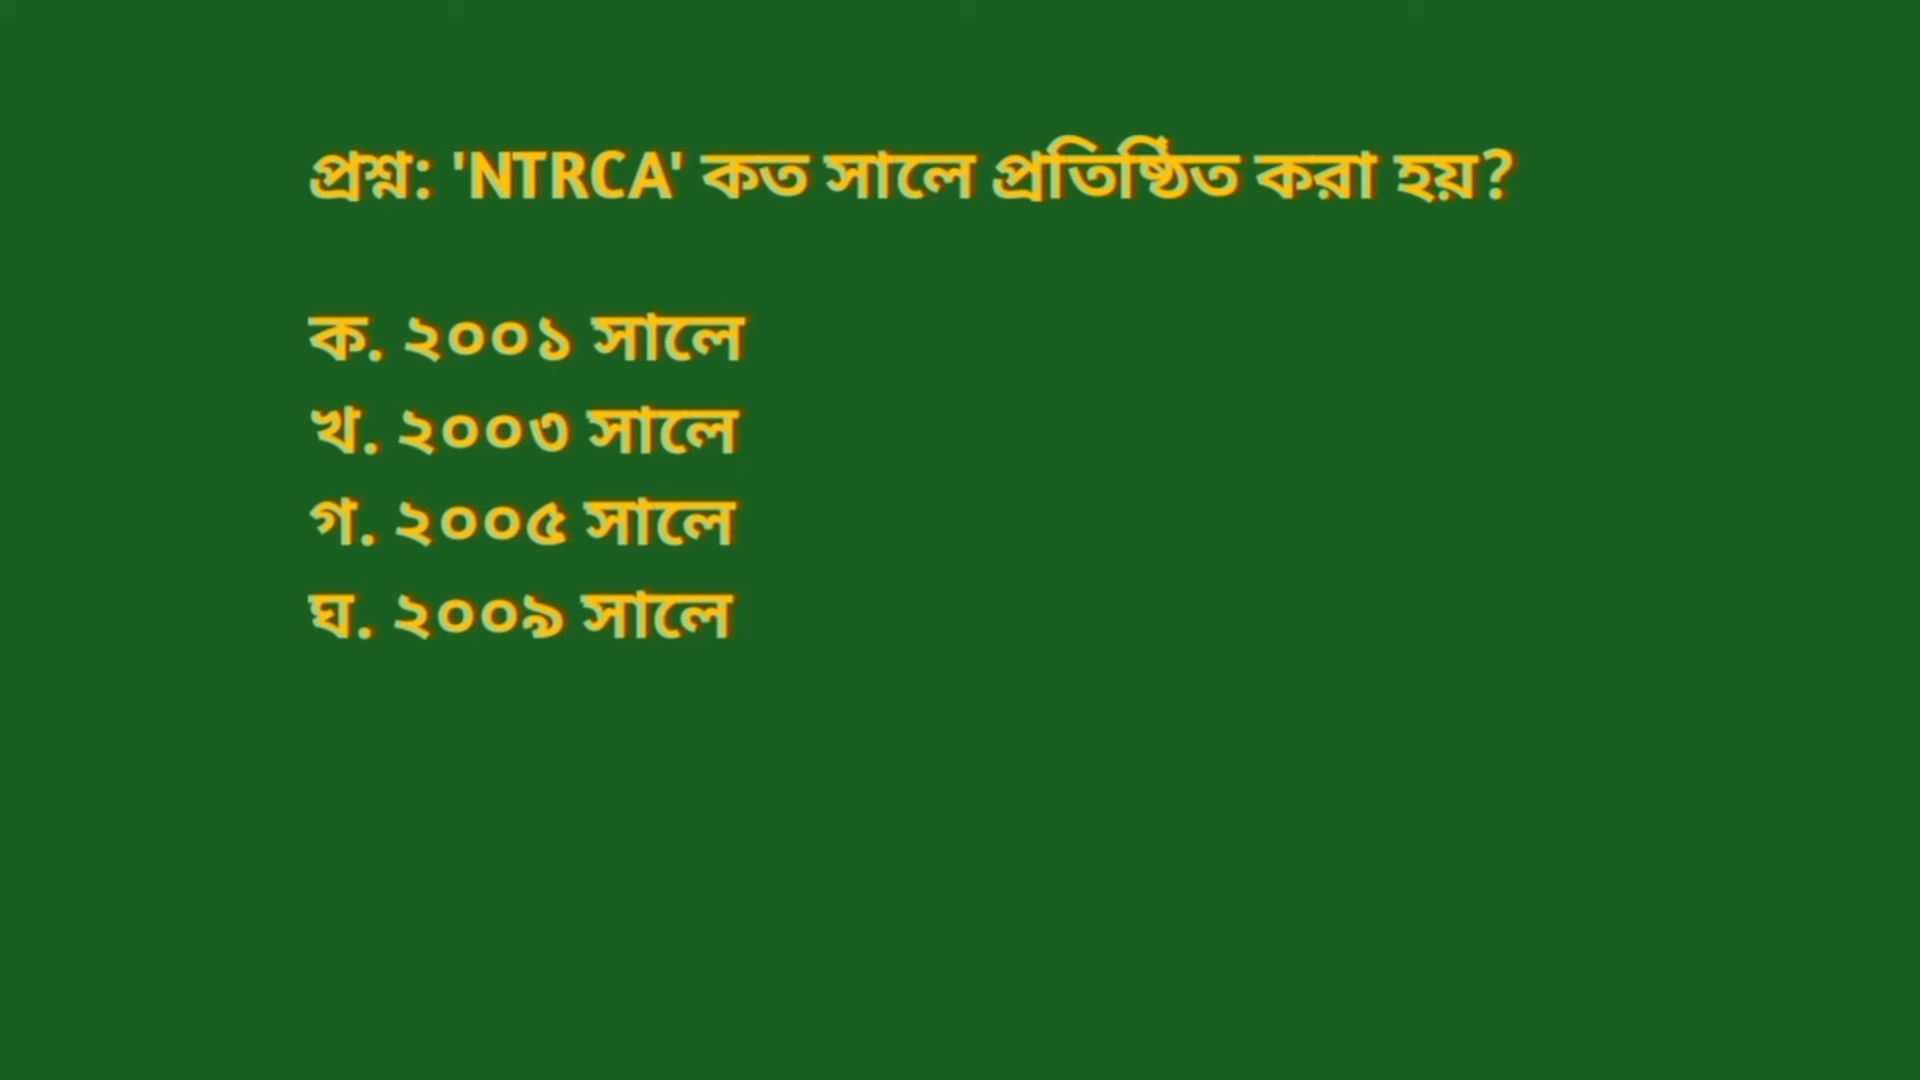 প্রশ্ন: 'NTRCA' কত সালে প্রতিষ্ঠিত করা হয়?
ক. ২০০১ সালে
খ. ২০০৩ সালে
গ. ২০০৫ সালে
ঘ. ২০০৯ সালে